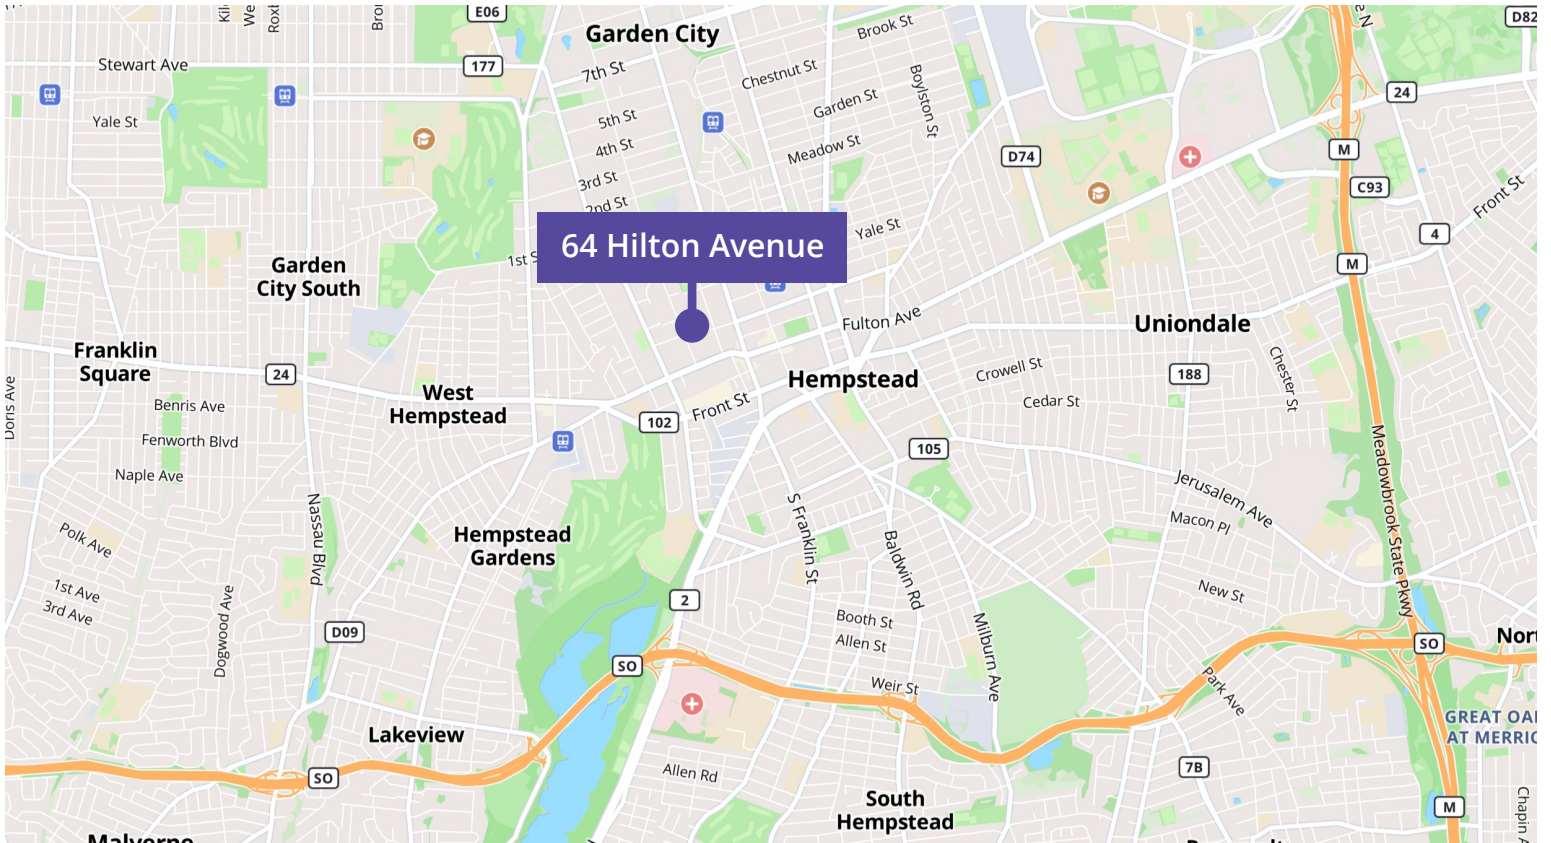 E06
Garden City
Brook St
D82
Stewart Ave
177
7th St
Chestnut St
Garden St
Boylston St
24
Yale St
5th St
4th St
Meadow St
M
D74
3rd St
C93
Front St
2nd St
64 Hilton Avenue
Yale St
4
1st S
Garden
City South
M
Fulton Ave
Uniondale
Franklin
Square
24
Hempstead
Crowell St
188
Chester St
Doris Ave
West
Hempstead
Benris Ave
102
Front St
Cedar St
Fenworth Blvd
105
Naple Ave
Jerusalem Ave
Macon Pl
Meadowbrook State Pkwy
Nassau Blvd
S Franklin St
Polk Ave
Hempstead
Gardens
Baldwin Rd
1st Ave
3rd Ave
Dogwood Ave
2
New St
Booth St
Allen St
Milburn Ave
D09
SO
SO
Nor
Weir St
Park Ave
Lakeview
GREAT OA
AT MERRIC
SO
Allen Rd
7B
South
Hempstead
M
Chapin A
Malverne